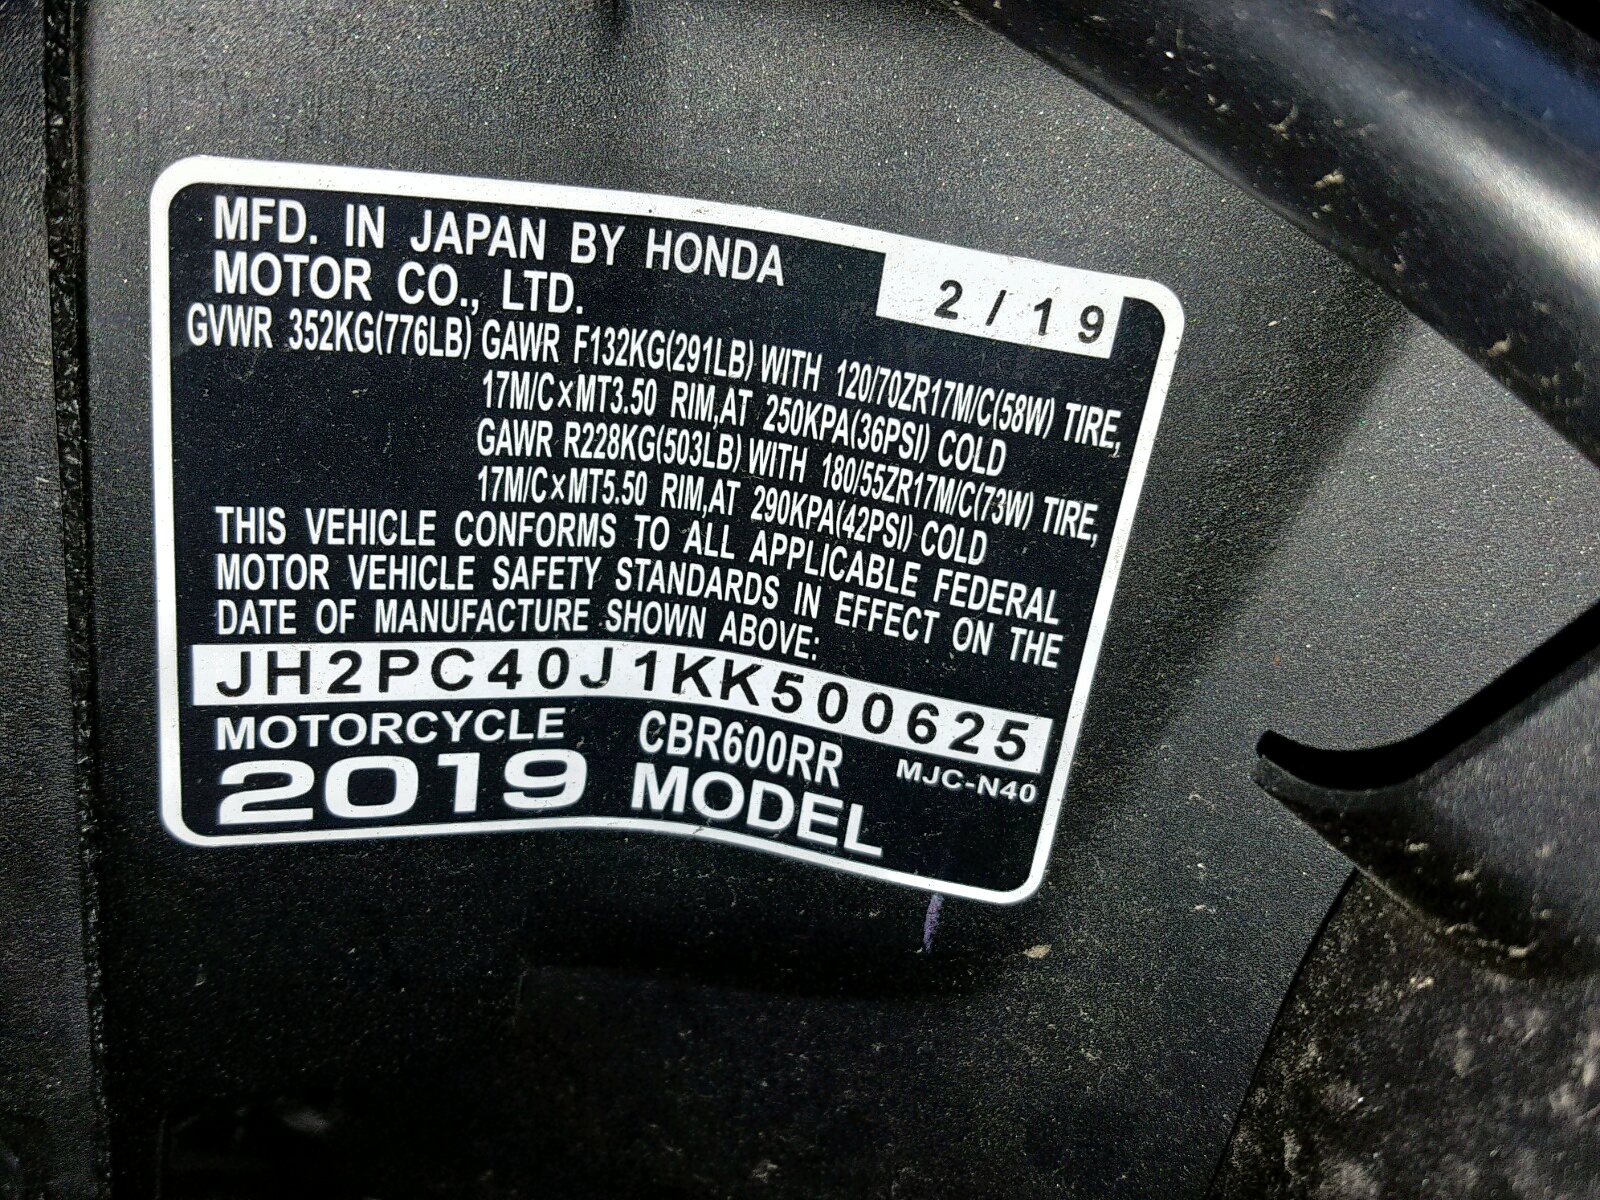 MFD. IN JAPAN BY HONDA
MOTOR CO., LTD.
2/19
GVWR 352KG(776LB) GAWR F132KG(291LB) WITH 120/70ZR17M/C(58W) TIRE,
17M/C×MT3.50 RIM,AT 250KPA(36PSI) COLD
GAWR R228KG(503LB) WITH 180/55ZR17M/C(73W) TIRE,
17M/C×MT5.50 RIM,AT 290KPA(42PSI) COLD
THIS VEHICLE CONFORMS TO ALL APPLICABLE FEDERAL
MOTOR VEHICLE SAFETY STANDARDS IN EFFECT ON THE
DATE OF MANUFACTURE SHOWN ABOVE:
JH2PC40J1KK500625
MOTORCYCLE CBR600RR MJC-N40
2019 MODEL